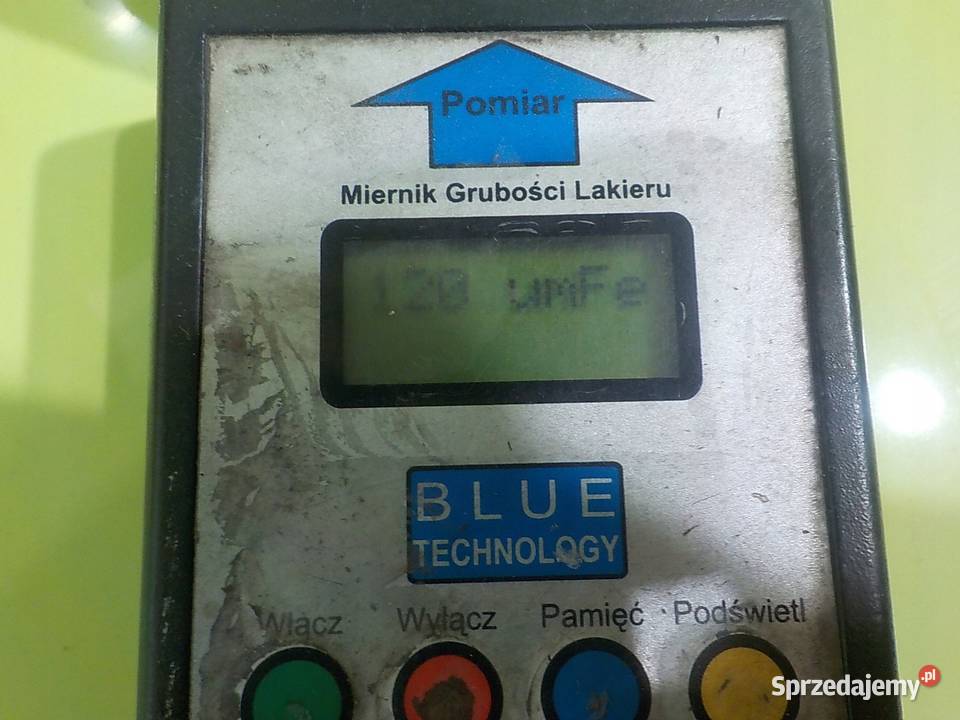 Pomiar
Miernik Grubości Lakieru
120 umFe
BLUE
TECHNOLOGY
Włącz Wyłącz Pamięć Podświetl
Sprzedajemy.pl